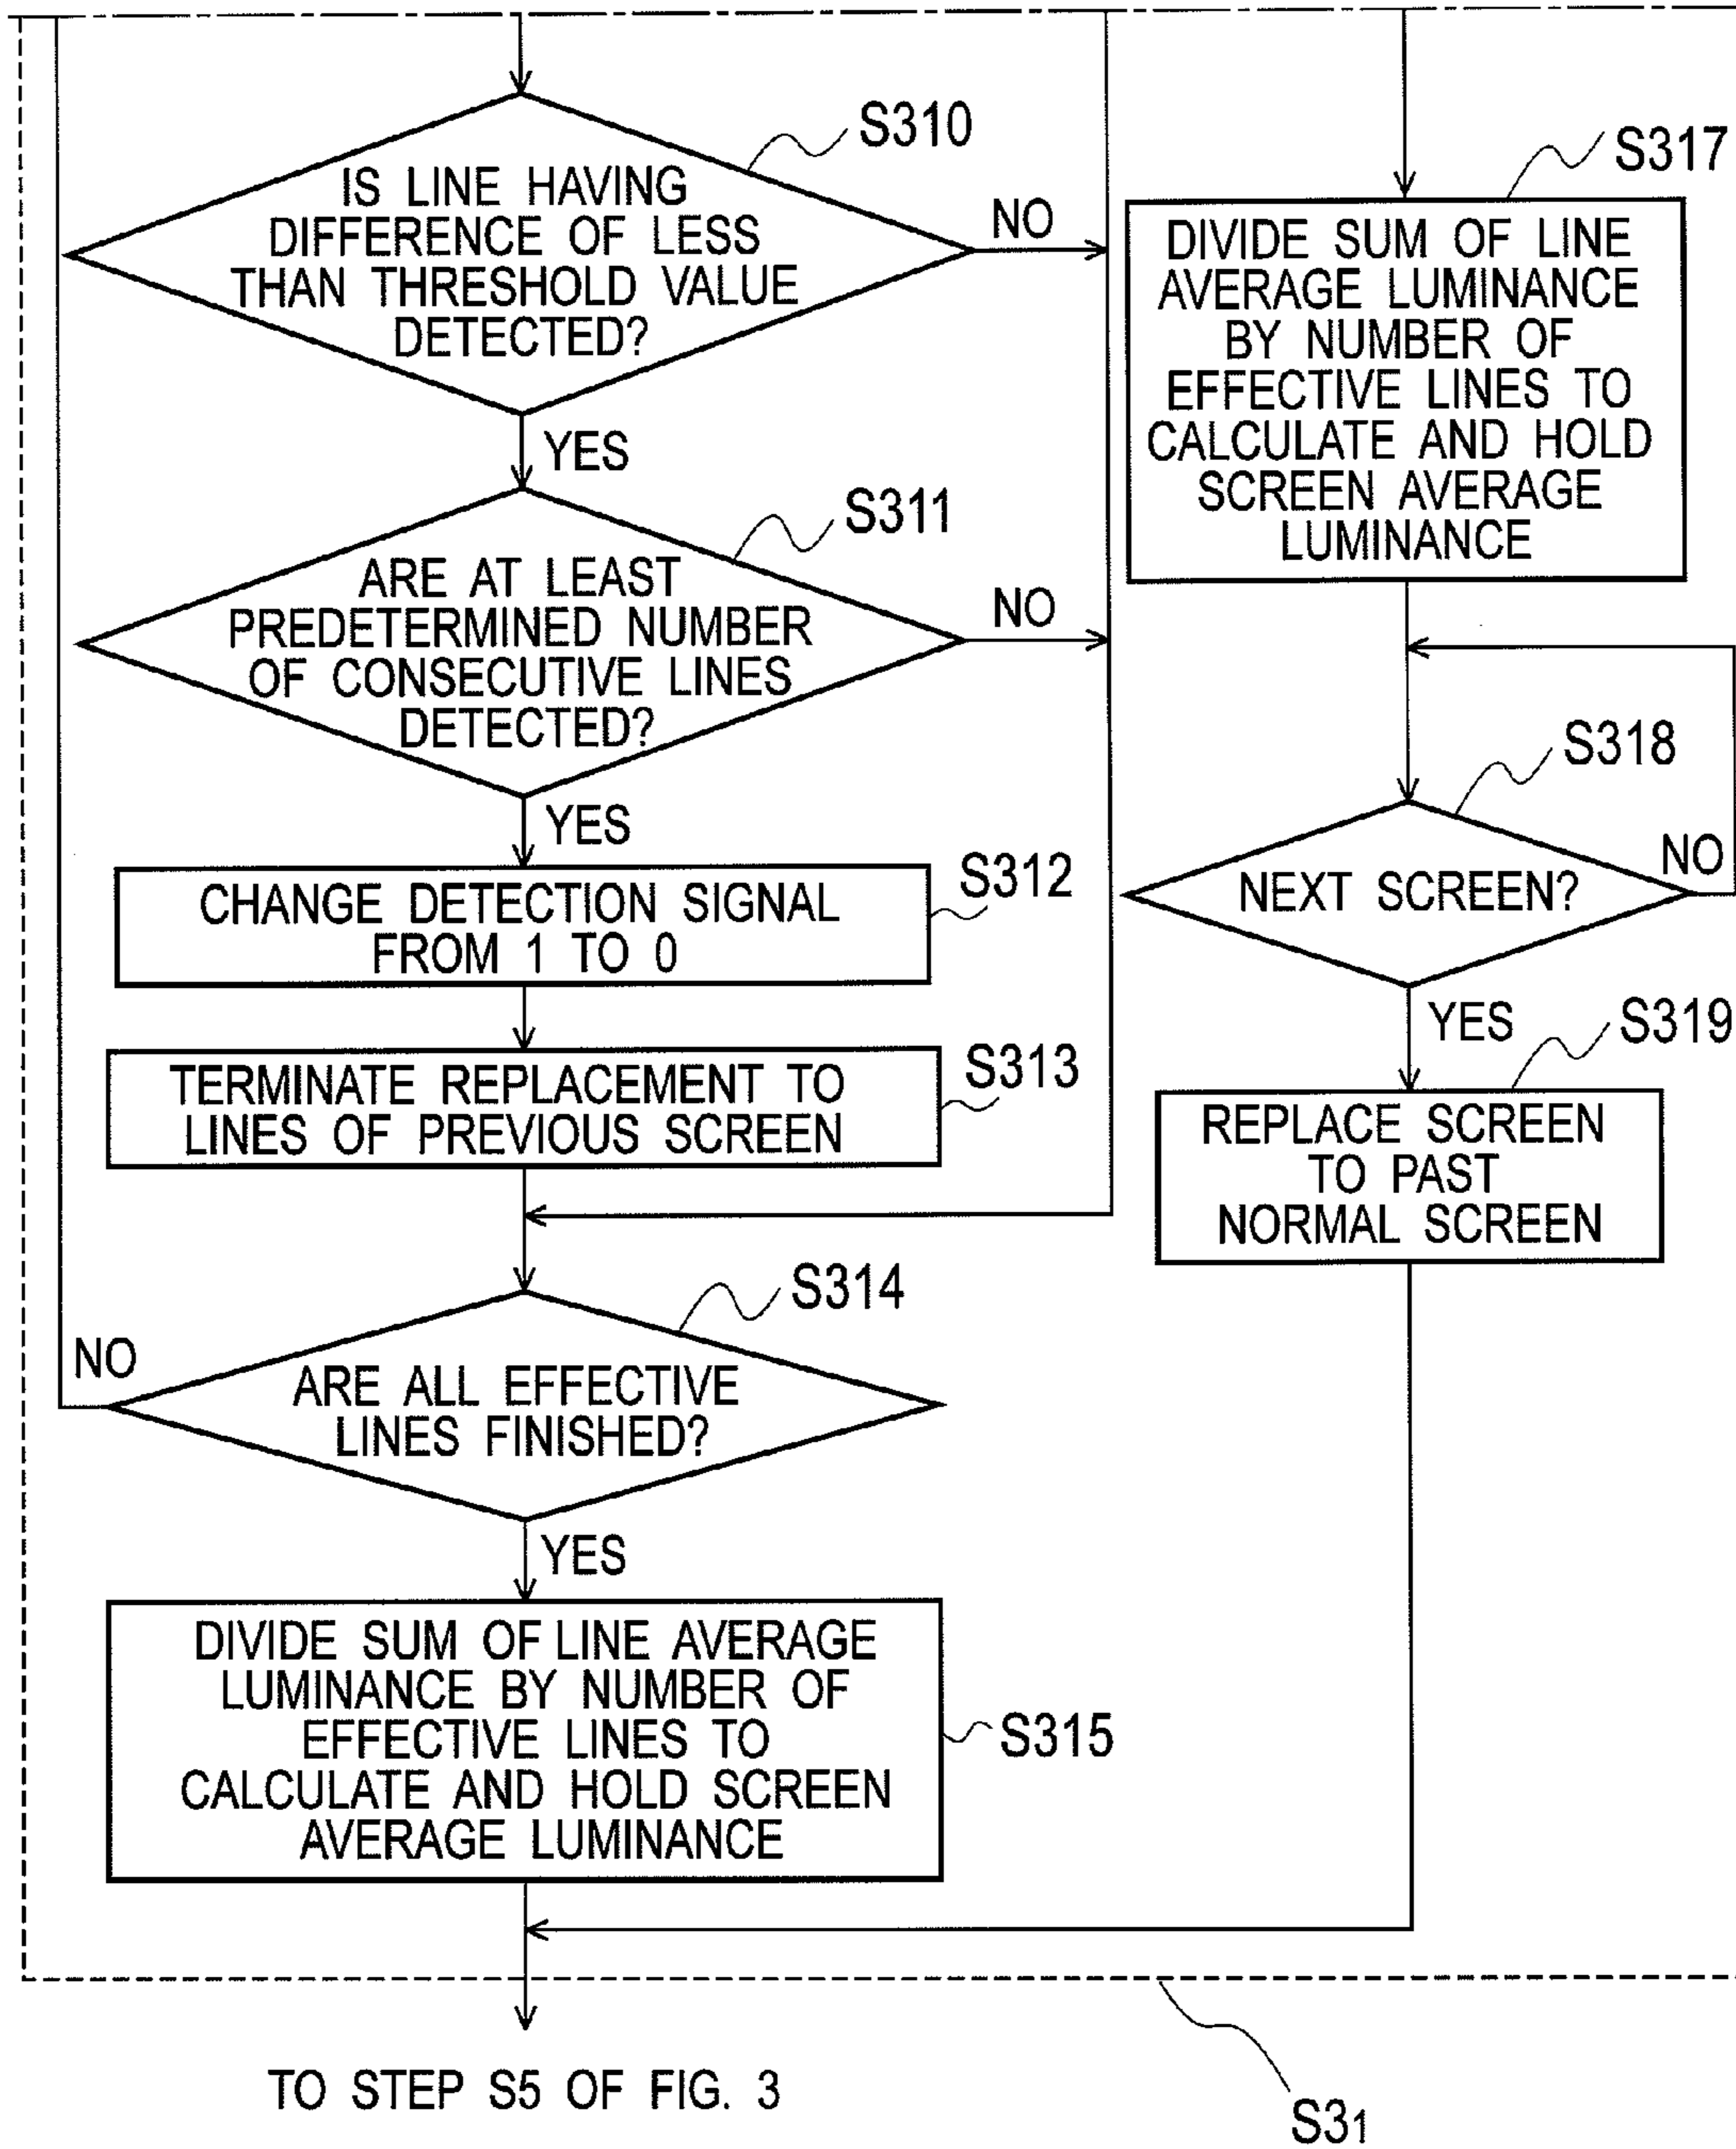 S310
IS LINE HAVING
DIFFERENCE OF LESS
THAN THRESHOLD VALUE
DETECTED?
NO
YES
S311
ARE AT LEAST
PREDETERMINED NUMBER
OF CONSECUTIVE LINES
DETECTED?
NO
YES
S312
CHANGE DETECTION SIGNAL
FROM 1 TO 0
S313
TERMINATE REPLACEMENT TO
LINES OF PREVIOUS SCREEN
S314
NO
ARE ALL EFFECTIVE
LINES FINISHED?
YES
DIVIDE SUM OF LINE AVERAGE
LUMINANCE BY NUMBER OF
EFFECTIVE LINES TO
CALCULATE AND HOLD SCREEN
AVERAGE LUMINANCE
S315
S317
DIVIDE SUM OF LINE
AVERAGE LUMINANCE
BY NUMBER OF
EFFECTIVE LINES TO
CALCULATE AND HOLD
SCREEN AVERAGE
LUMINANCE
S318
NEXT SCREEN?
NO
YES
S319
REPLACE SCREEN
TO PAST
NORMAL SCREEN
TO STEP S5 OF FIG. 3
S31